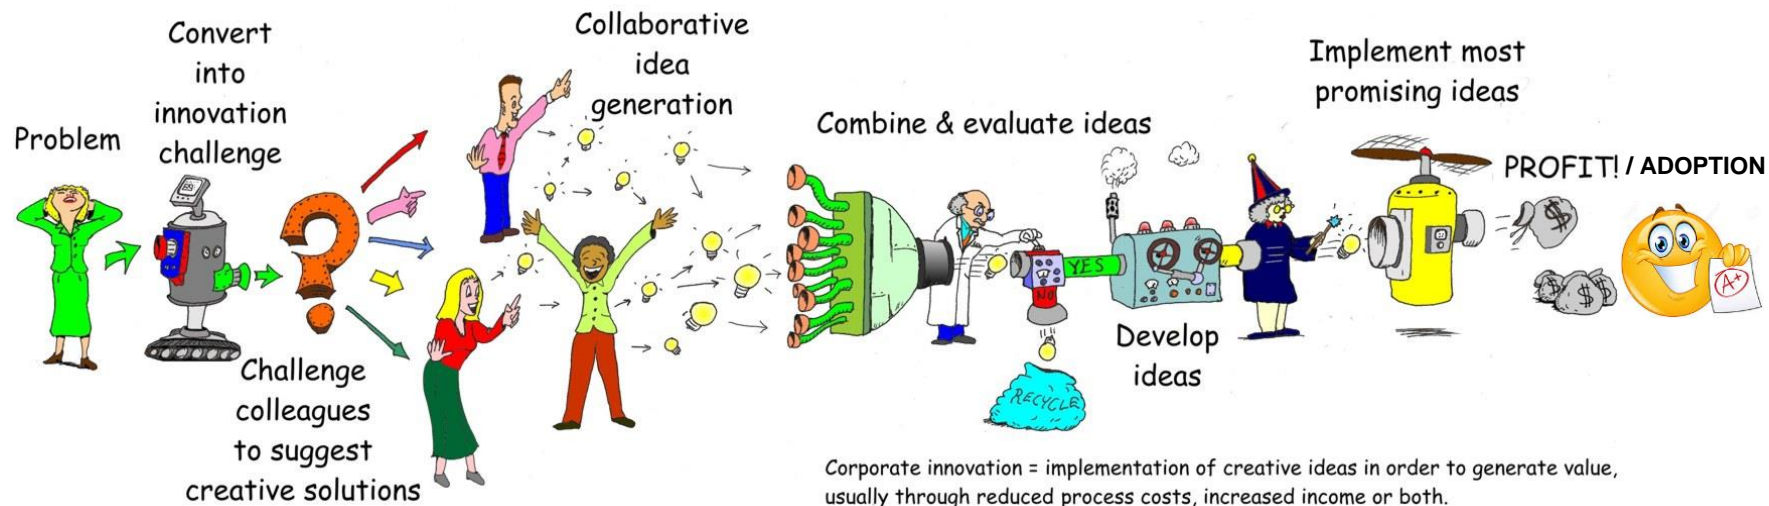 Problem
Convert
into
innovation
challenge
Challenge
colleagues
to suggest
creative solutions
Collaborative
idea
generation
Combine & evaluate ideas
YES
NO
RECYCLE
Develop
ideas
Implement most
promising ideas
PROFIT! / ADOPTION
$
$ $ $
A+
Corporate innovation = implementation of creative ideas in order to generate value,
usually through reduced process costs, increased income or both.